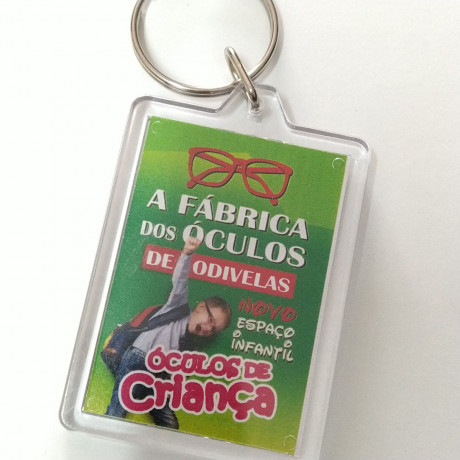 A FÁBRICA
DOS ÓCULOS
DE ODIVELAS
NOVO
ESPAÇO
INFANTIL
ÓCULOS DE
Criança